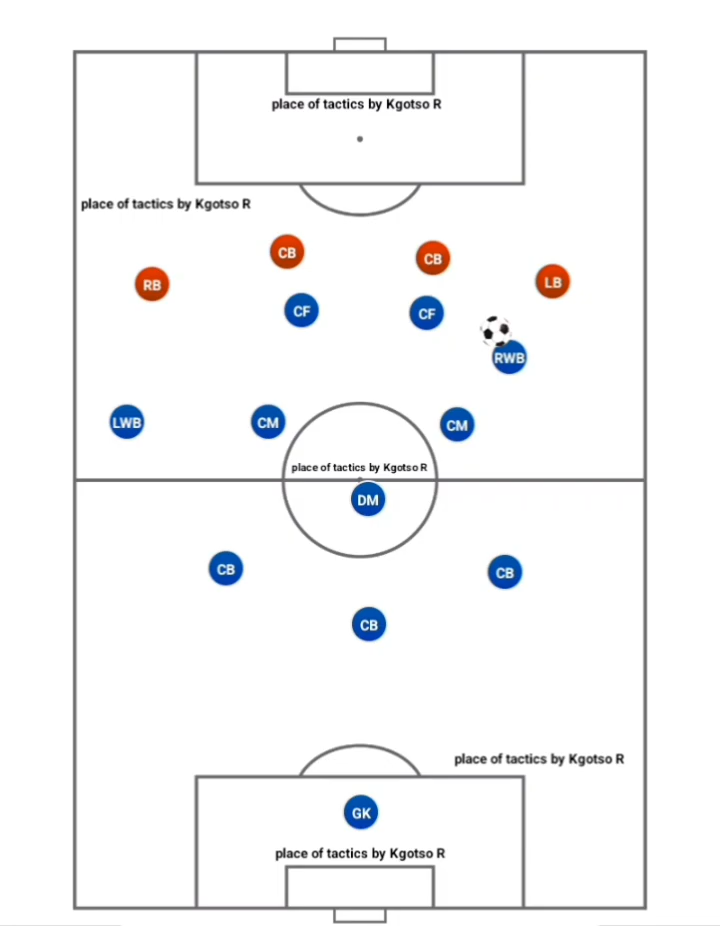 place of tactics by Kgotso R
place of tactics by Kgotso R
CB
CB
RB
LB
CF
CF
RWB
LWB
CM
CM
place of tactics by Kgotso R
DM
CB
CB
CB
place of tactics by Kgotso R
GK
place of tactics by Kgotso R